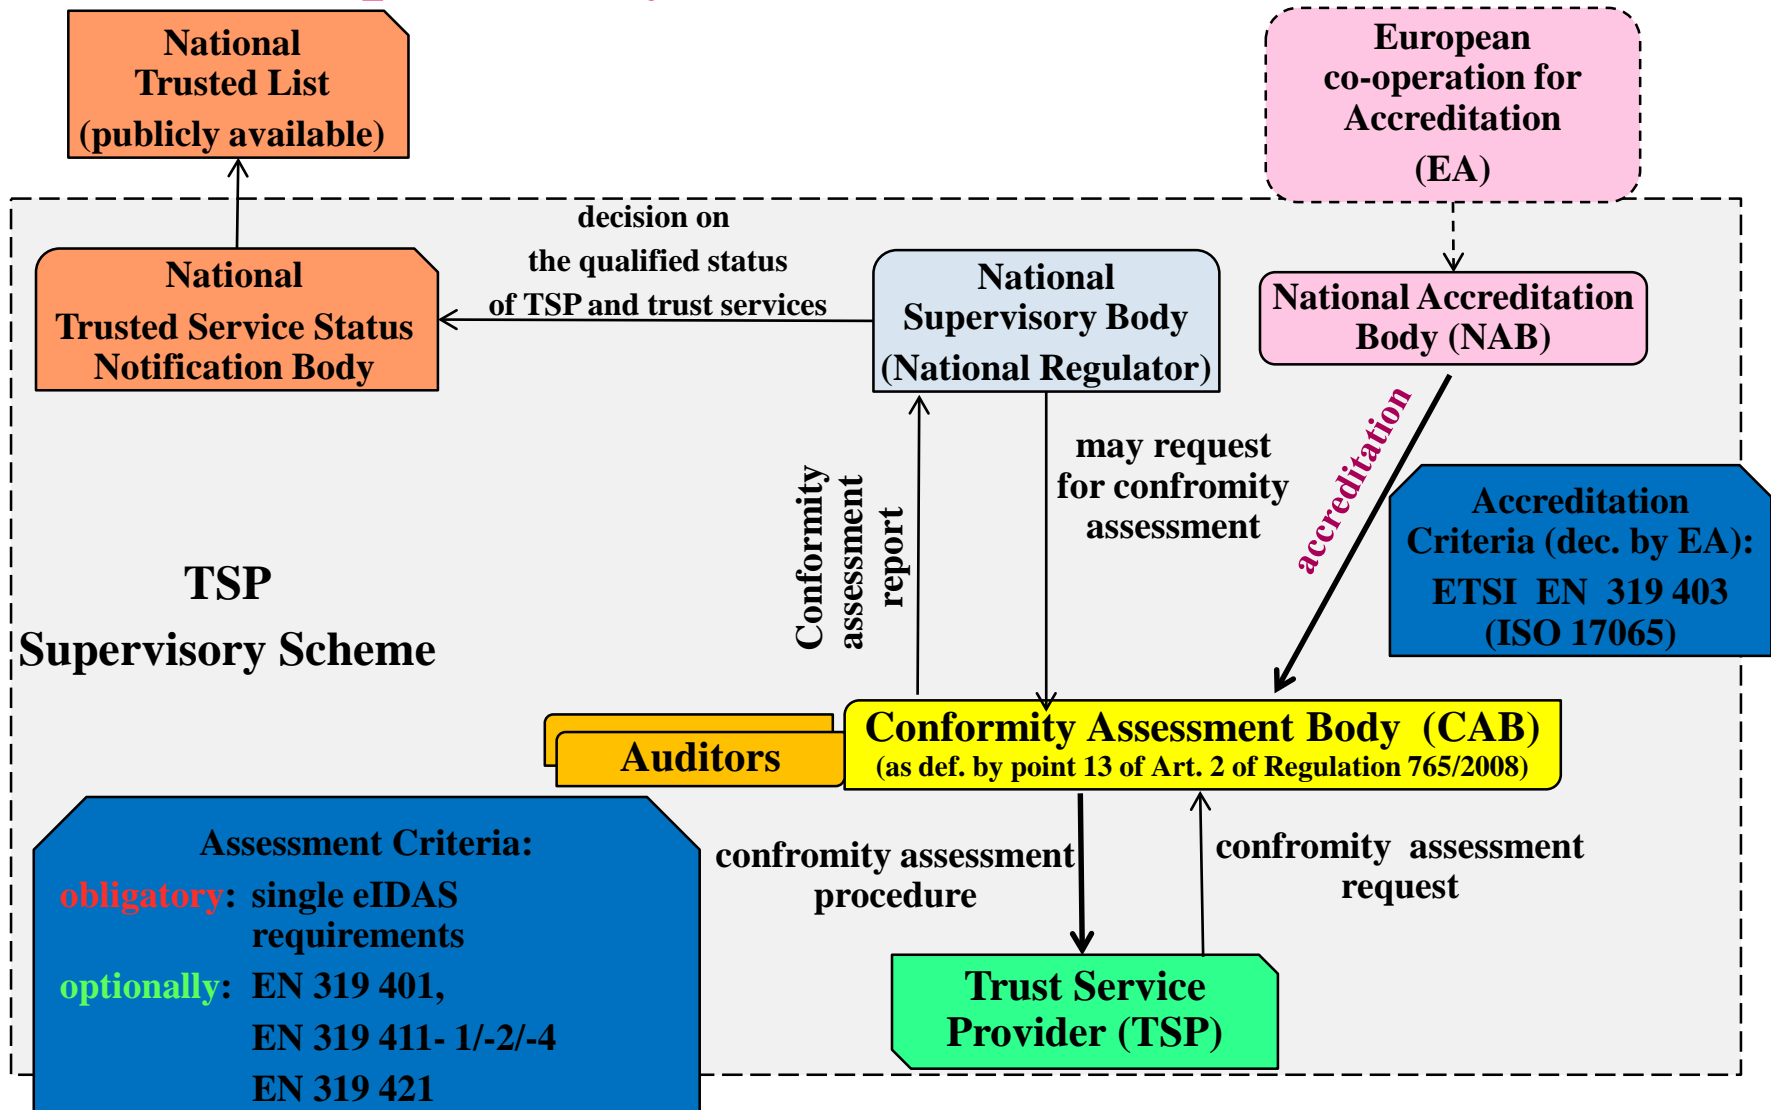 National
Trusted List
(publicly available)
European
co-operation for
Accreditation
(EA)
decision on
the qualified status
of TSP and trust services
National
Trusted Service Status
Notification Body
National
Supervisory Body
(National Regulator)
National Accreditation
Body (NAB)
accreditation
may request
for confromity
assessment
Conformity
assessment
report
Accreditation
Criteria (dec. by EA):
ETSI EN 319 403
(ISO 17065)
TSP
Supervisory Scheme
Auditors
Conformity Assessment Body (CAB)
(as def. by point 13 of Art. 2 of Regulation 765/2008)
Assessment Criteria:
obligatory: single eIDAS
requirements
optionally: EN 319 401,
EN 319 411- 1/-2/-4
EN 319 421
confromity assessment
procedure
confromity assessment
request
Trust Service
Provider (TSP)